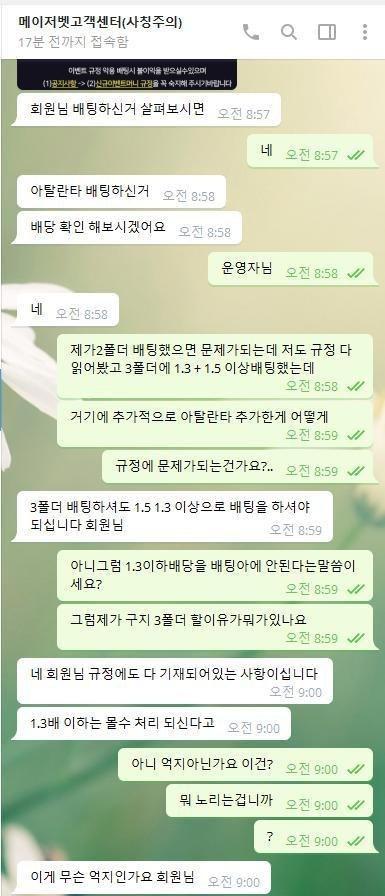 메이저벳고객센터(사칭주의)
17분 전까지 접속함
이벤트 규정 악용 배팅시 불이익을 받으실수있으며
(1)공지사항 -> (2)신규이벤트머니 규정을 꼭 숙지해 주시기바랍니다
회원님 배팅하신거 살펴보시면 오전 8:57
네 오전 8:57
아탈란타 배팅하신거 오전 8:58
배당 확인 해보시겠어요 오전 8:58
운영자님 오전 8:58
네 오전 8:58
제가2폴더 배팅했으면 문제가되는데 저도 규정 다
읽어봤고 3폴더에 1.3 + 1.5 이상배팅했는데
오전 8:58
거기에 추가적으로 아탈란타 추가한게 어떻게
오전 8:59
규정에 문제가되는건가요?.. 오전 8:59
3폴더 배팅하셔도 1.5 1.3 이상으로 배팅을 하셔야
되십니다 회원님 오전 8:59
아니그럼 1.3이하배당을 배팅아에 안된다는말씀이
세요? 오전 8:59
그럼제가 구지 3폴더 할이유가뭐가있나요
오전 8:59
네 회원님 규정에도 다 기재되어있는 사항이십니다
오전 9:00
1.3배 이하는 몰수 처리 되신다고 오전 9:00
아니 억지아닌가요 이건? 오전 9:00
뭐 노리는겁니까 오전 9:00
? 오전 9:00
이게 무슨 억지인가요 회원님 오전 9:00